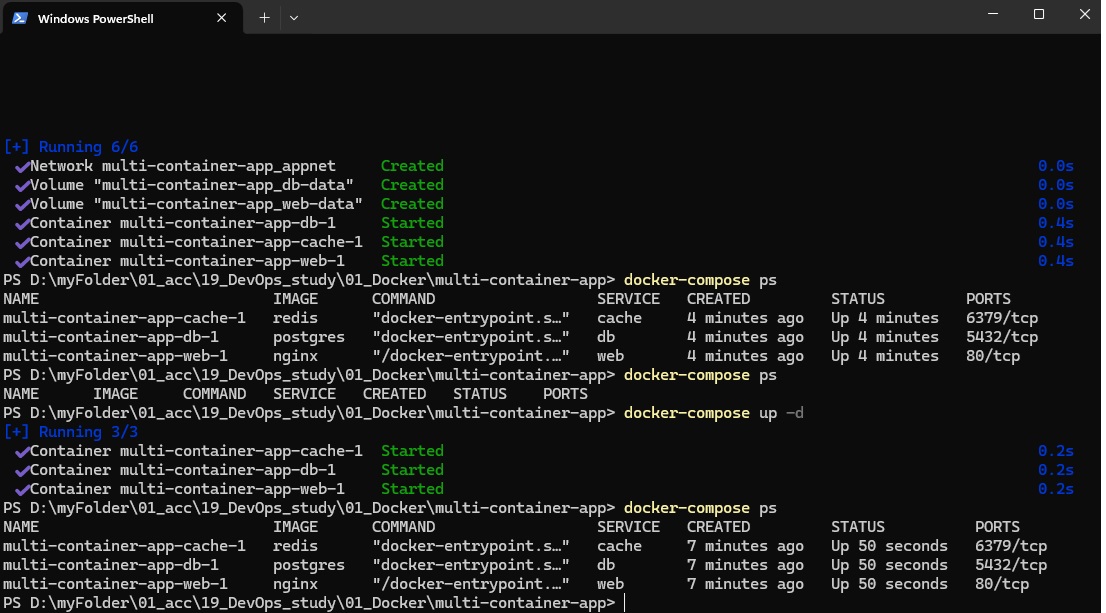 Windows PowerShell
[+] Running 6/6
✔Network multi-container-app_appnet     Created     0.0s
✔Volume "multi-container-app_db-data"   Created     0.0s
✔Volume "multi-container-app_web-data"  Created     0.0s
✔Container multi-container-app-db-1     Started     0.4s
✔Container multi-container-app-cache-1  Started     0.4s
✔Container multi-container-app-web-1    Started     0.4s
PS D:\myFolder\01_acc\19_DevOps_study\01_Docker\multi-container-app> docker-compose ps
NAME                          IMAGE      COMMAND                  SERVICE   CREATED         STATUS         PORTS
multi-container-app-cache-1   redis      "docker-entrypoint.s…"   cache     4 minutes ago   Up 4 minutes   6379/tcp
multi-container-app-db-1      postgres   "docker-entrypoint.s…"   db        4 minutes ago   Up 4 minutes   5432/tcp
multi-container-app-web-1     nginx      "/docker-entrypoint.…"   web       4 minutes ago   Up 4 minutes   80/tcp
PS D:\myFolder\01_acc\19_DevOps_study\01_Docker\multi-container-app> docker-compose ps
NAME      IMAGE     COMMAND   SERVICE   CREATED   STATUS    PORTS
PS D:\myFolder\01_acc\19_DevOps_study\01_Docker\multi-container-app> docker-compose up -d
[+] Running 3/3
✔Container multi-container-app-cache-1  Started     0.2s
✔Container multi-container-app-db-1     Started     0.2s
✔Container multi-container-app-web-1    Started     0.2s
PS D:\myFolder\01_acc\19_DevOps_study\01_Docker\multi-container-app> docker-compose ps
NAME                          IMAGE      COMMAND                  SERVICE   CREATED         STATUS          PORTS
multi-container-app-cache-1   redis      "docker-entrypoint.s…"   cache     7 minutes ago   Up 50 seconds   6379/tcp
multi-container-app-db-1      postgres   "docker-entrypoint.s…"   db        7 minutes ago   Up 50 seconds   5432/tcp
multi-container-app-web-1     nginx      "/docker-entrypoint.…"   web       7 minutes ago   Up 50 seconds   80/tcp
PS D:\myFolder\01_acc\19_DevOps_study\01_Docker\multi-container-app>